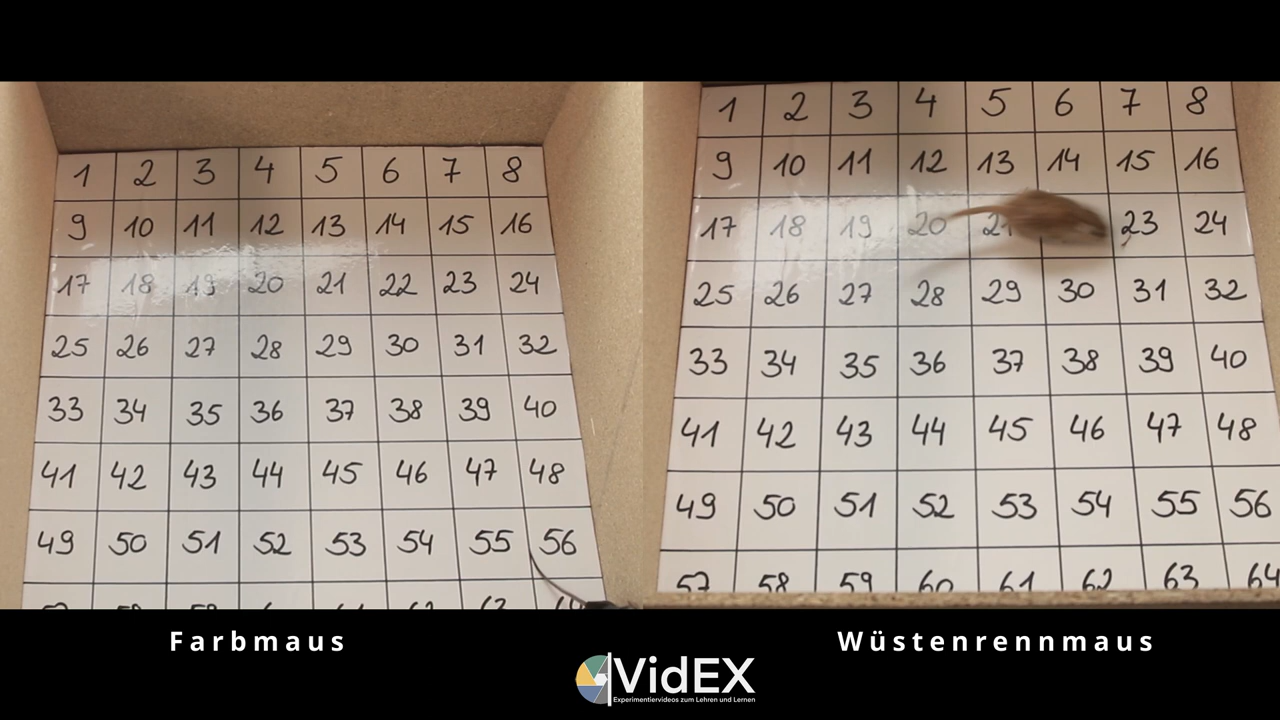 1 2 3 4 5 6 7 8
9 10 11 12 13 14 15 16
17 18 19 20 21 22 23 24
25 26 27 28 29 30 31 32
33 34 35 36 37 38 39 40
41 42 43 44 45 46 47 48
49 50 51 52 53 54 55 56
1 2 3 4 5 6 7 8
9 10 11 12 13 14 15 16
17 18 19 20 21 23 24
25 26 27 28 29 30 31 32
33 34 35 36 37 38 39 40
41 42 43 44 45 46 47 48
49 50 51 52 53 54 55 56
57 58 59 60 61 62 63 64
Farbmaus
Wüstenrennmaus
VidEX
Experimentiervideos zum Lehren und Lernen